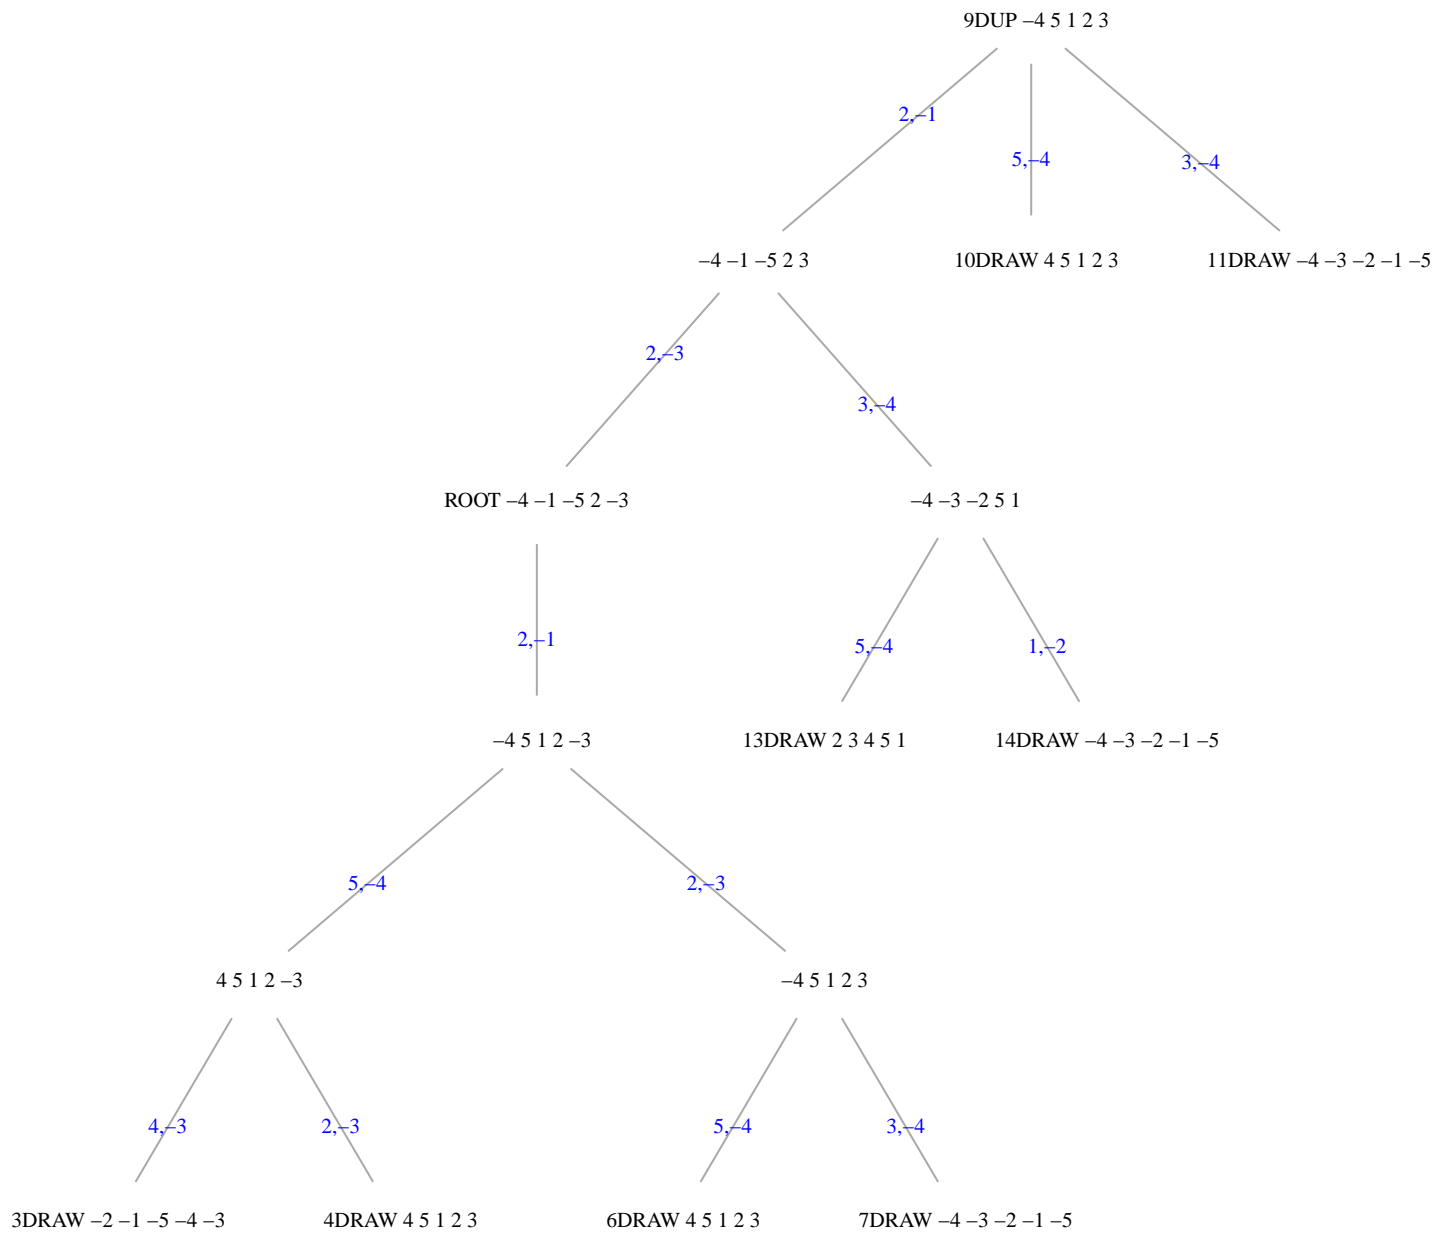 9DUP –4 5 1 2 3
2,–1
5,–4
3,–4
–4 –1 –5 2 3
10DRAW 4 5 1 2 3
11DRAW –4 –3 –2 –1 –5
2,–3
3,–4
ROOT –4 –1 –5 2 –3
–4 –3 –2 5 1
2,–1
5,–4
1,–2
–4 5 1 2 –3
13DRAW 2 3 4 5 1
14DRAW –4 –3 –2 –1 –5
5,–4
2,–3
4 5 1 2 –3
–4 5 1 2 3
4,–3
2,–3
5,–4
3,–4
3DRAW –2 –1 –5 –4 –3
4DRAW 4 5 1 2 3
6DRAW 4 5 1 2 3
7DRAW –4 –3 –2 –1 –5